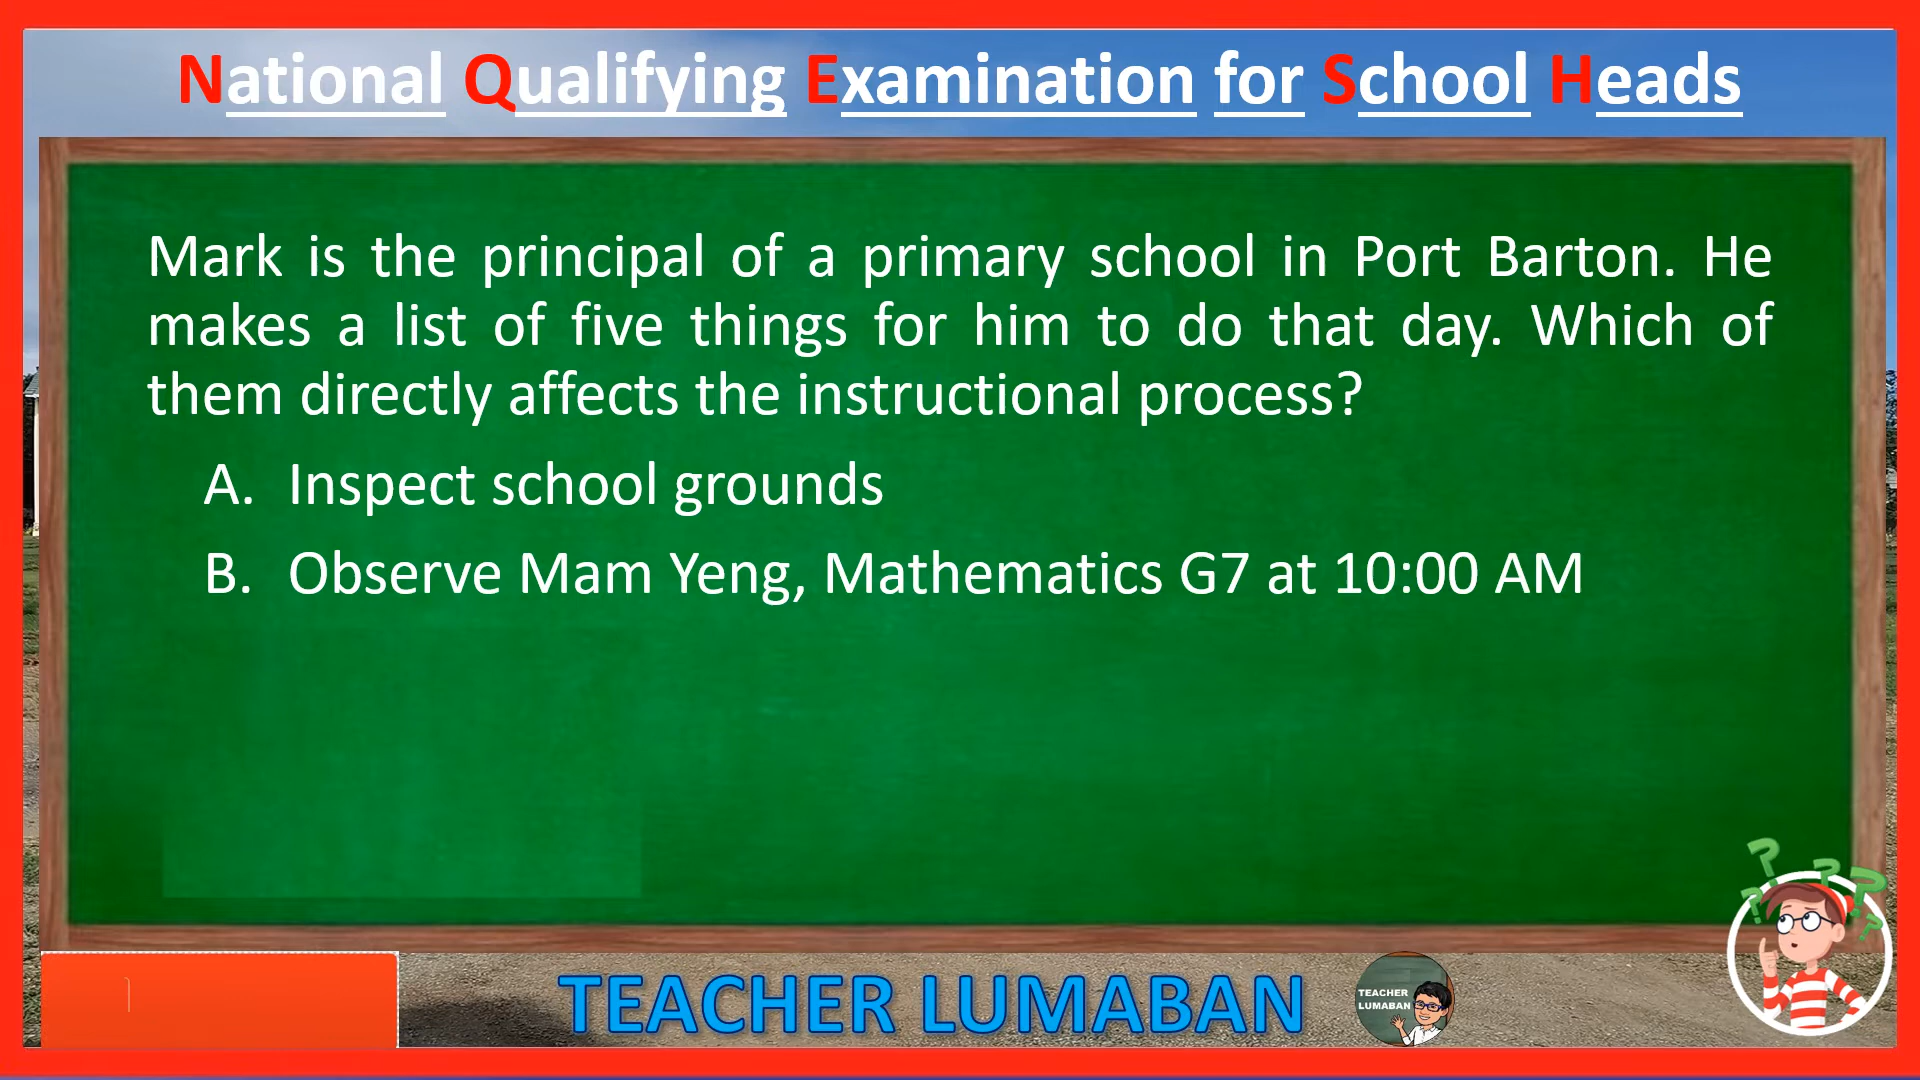 National Qualifying Examination for School Heads
Mark is the principal of a primary school in Port Barton. He
makes a list of five things for him to do that day. Which of
them directly affects the instructional process?
A. Inspect school grounds
B. Observe Mam Yeng, Mathematics G7 at 10:00 AM
TEACHER LUMABAN
TEACHER
LUMABAN